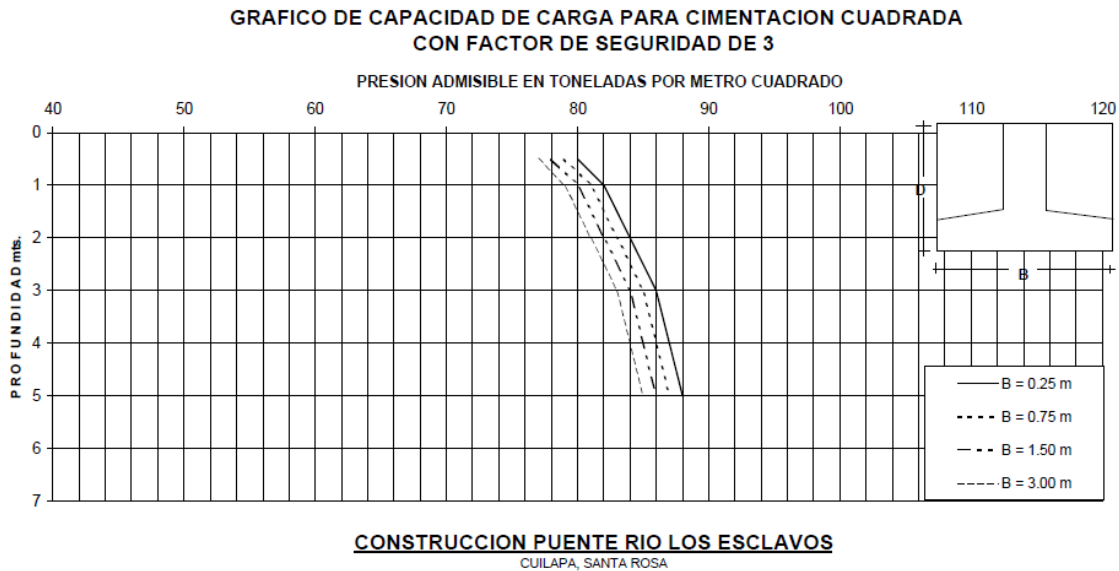 GRAFICO DE CAPACIDAD DE CARGA PARA CIMENTACION CUADRADA
CON FACTOR DE SEGURIDAD DE 3
PRESION ADMISIBLE EN TONELADAS POR METRO CUADRADO
40 50 60 70 80 90 100 110 120
0
1
2
3
4
5
6
7
PROFUNDIDAD mts.
D
B
B = 0.25 m
B = 0.75 m
B = 1.50 m
B = 3.00 m
CONSTRUCCION PUENTE RIO LOS ESCLAVOS
CUILAPA, SANTA ROSA